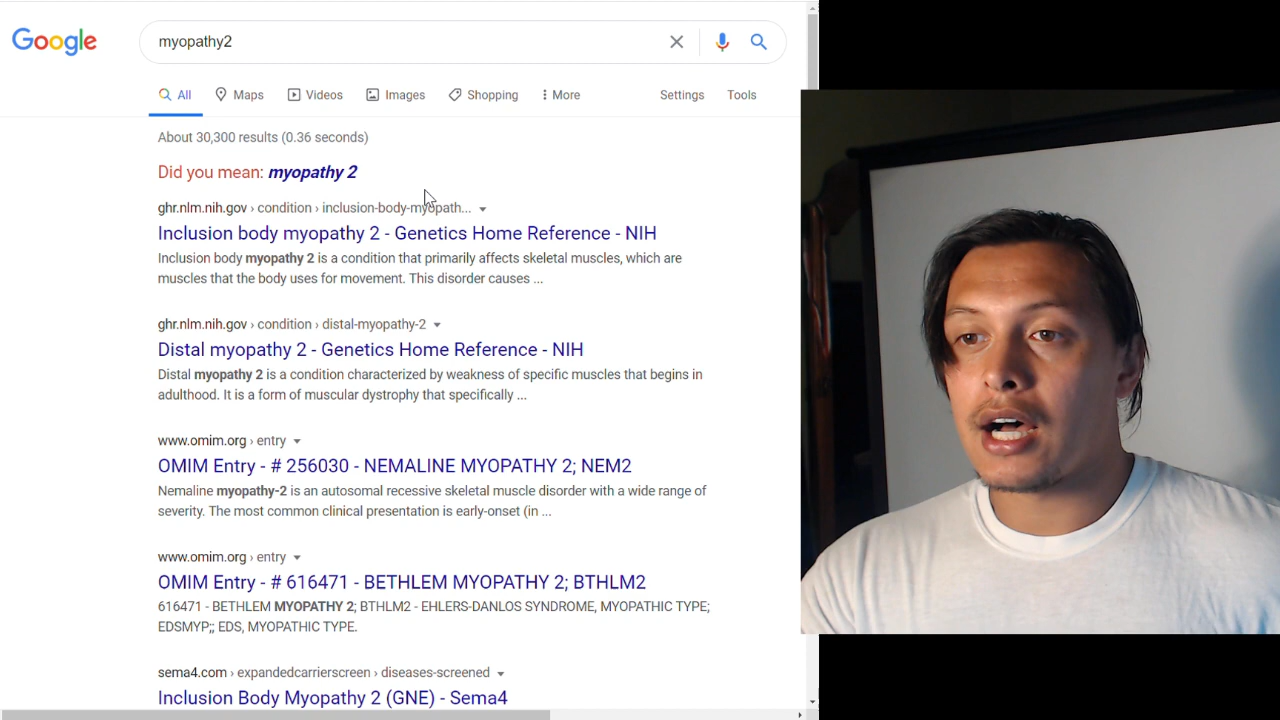 Google
myopathy2
All Maps Videos Images Shopping More Settings Tools
About 30,300 results (0.36 seconds)
Did you mean: myopathy 2
ghr.nlm.nih.gov › condition › inclusion-body-myopath...
Inclusion body myopathy 2 - Genetics Home Reference - NIH
Inclusion body myopathy 2 is a condition that primarily affects skeletal muscles, which are
muscles that the body uses for movement. This disorder causes ...
ghr.nlm.nih.gov › condition › distal-myopathy-2
Distal myopathy 2 - Genetics Home Reference - NIH
Distal myopathy 2 is a condition characterized by weakness of specific muscles that begins in
adulthood. It is a form of muscular dystrophy that specifically ...
www.omim.org › entry
OMIM Entry - # 256030 - NEMALINE MYOPATHY 2; NEM2
Nemaline myopathy-2 is an autosomal recessive skeletal muscle disorder with a wide range of
severity. The most common clinical presentation is early-onset (in ...
www.omim.org › entry
OMIM Entry - # 616471 - BETHLEM MYOPATHY 2; BTHLM2
616471 - BETHLEM MYOPATHY 2; BTHLM2 - EHLERS-DANLOS SYNDROME, MYOPATHIC TYPE;
EDSMYP;; EDS, MYOPATHIC TYPE.
sema4.com › expandedcarrierscreen › diseases-screened
Inclusion Body Myopathy 2 (GNE) - Sema4